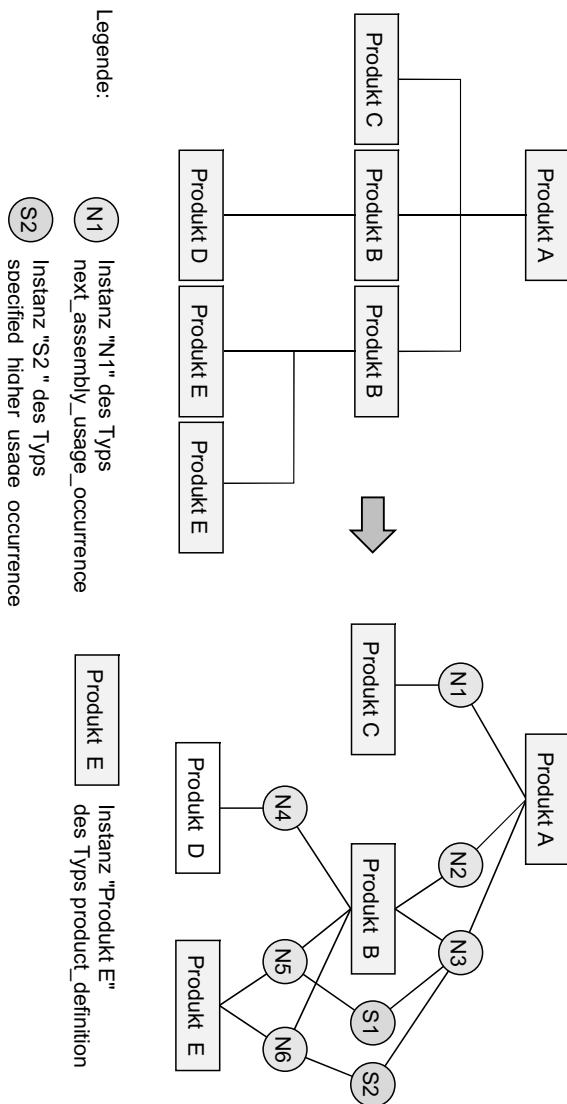 Produkt A
Produkt C
Produkt B
Produkt B
Produkt D
Produkt E
Produkt E
Produkt A
N1
N2
N3
Produkt C
Produkt B
S1
S2
N4
N5
N6
Produkt D
Produkt E
Legende:
N1
Instanz "N1" des Typs
next_assembly_usage_occurrence
S2
Instanz "S2 " des Typs
specified_higher_usage_occurrence
Produkt E
Instanz "Produkt E"
des Typs product_definition